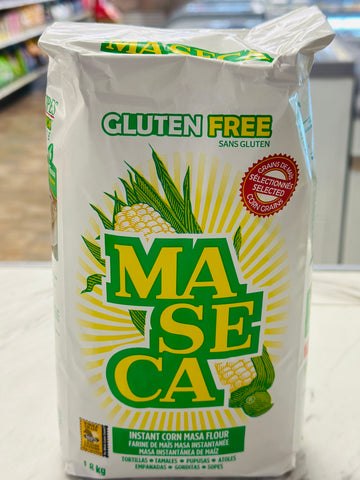 MASECA
GLUTEN FREE
SANS GLUTEN
GRAINS DE MAÏS
SÉLECTIONNÉS
SELECTED
CORN GRAINS
MA
SE
CA
INSTANT CORN MASA FLOUR
FARINE DE MAÏS MASA INSTANTANÉE
MASA INSTANTÁNEA DE MAÍZ
TORTILLAS • TAMALES • PUPUSAS • ATOLES
EMPANADAS • GORDITAS • SOPES
1.8 kg